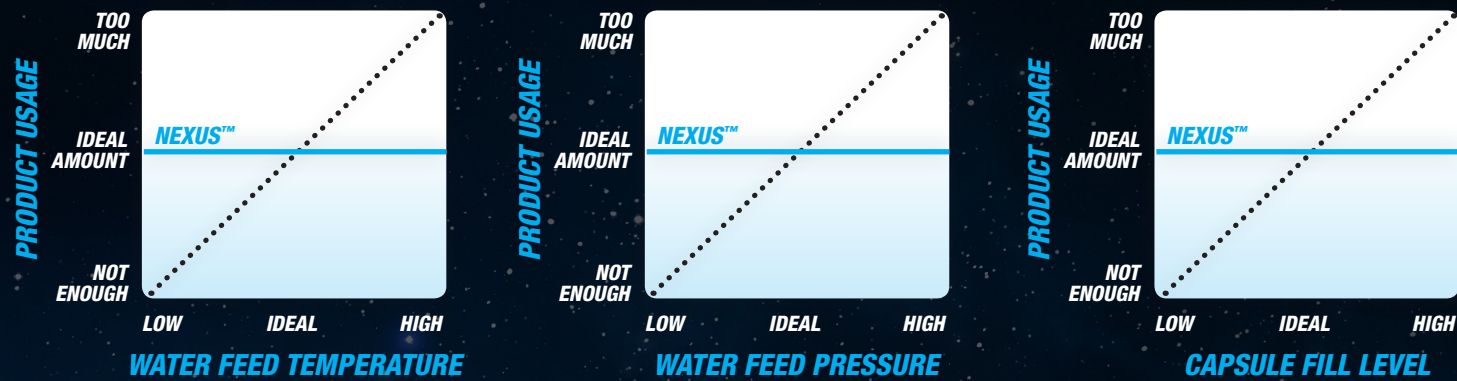 PRODUCT USAGE
TOO
MUCH
IDEAL
AMOUNT
NOT
ENOUGH
NEXUS™
LOW IDEAL HIGH
WATER FEED TEMPERATURE
PRODUCT USAGE
TOO
MUCH
IDEAL
AMOUNT
NOT
ENOUGH
NEXUS™
LOW IDEAL HIGH
WATER FEED PRESSURE
PRODUCT USAGE
TOO
MUCH
IDEAL
AMOUNT
NOT
ENOUGH
NEXUS™
LOW IDEAL HIGH
CAPSULE FILL LEVEL